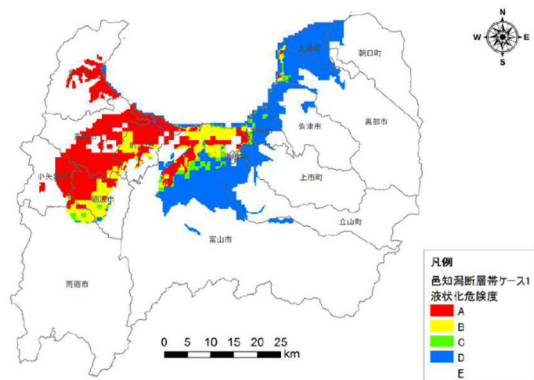 N
W E
S
朝日町
入善町
黒部市
魚津市
上市町
立山町
小矢部市
砺波市
富山市
南砺市
凡例
邑知潟断層帯ケース1
液状化危険度
A
B
C
D
E
0 5 10 15 20 25
km